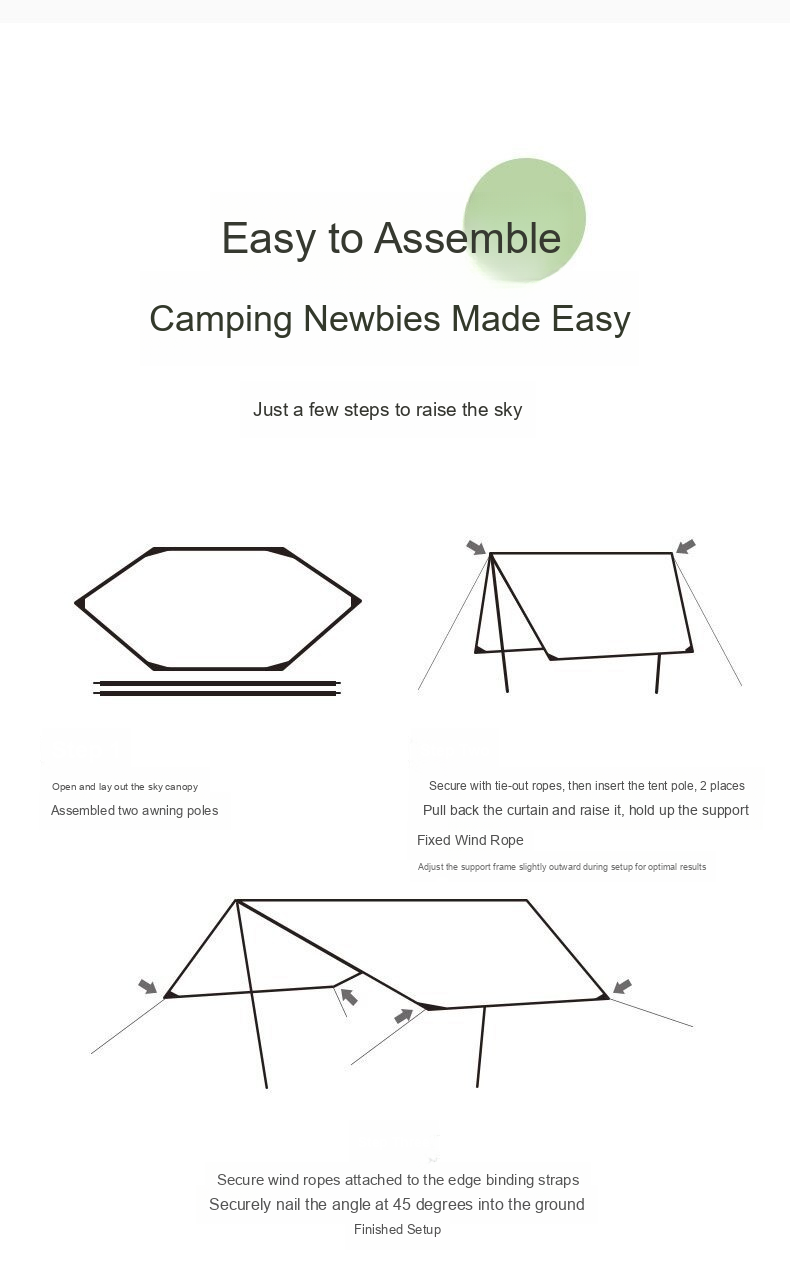 Easy to Assemble
Camping Newbies Made Easy
Just a few steps to raise the sky
Open and lay out the sky canopy
Assembled two awning poles
Secure with tie-out ropes, then insert the tent pole, 2 places
Pull back the curtain and raise it, hold up the support
Fixed Wind Rope
Adjust the support frame slightly outward during setup for optimal results
Secure wind ropes attached to the edge binding straps
Securely nail the angle at 45 degrees into the ground
Finished Setup